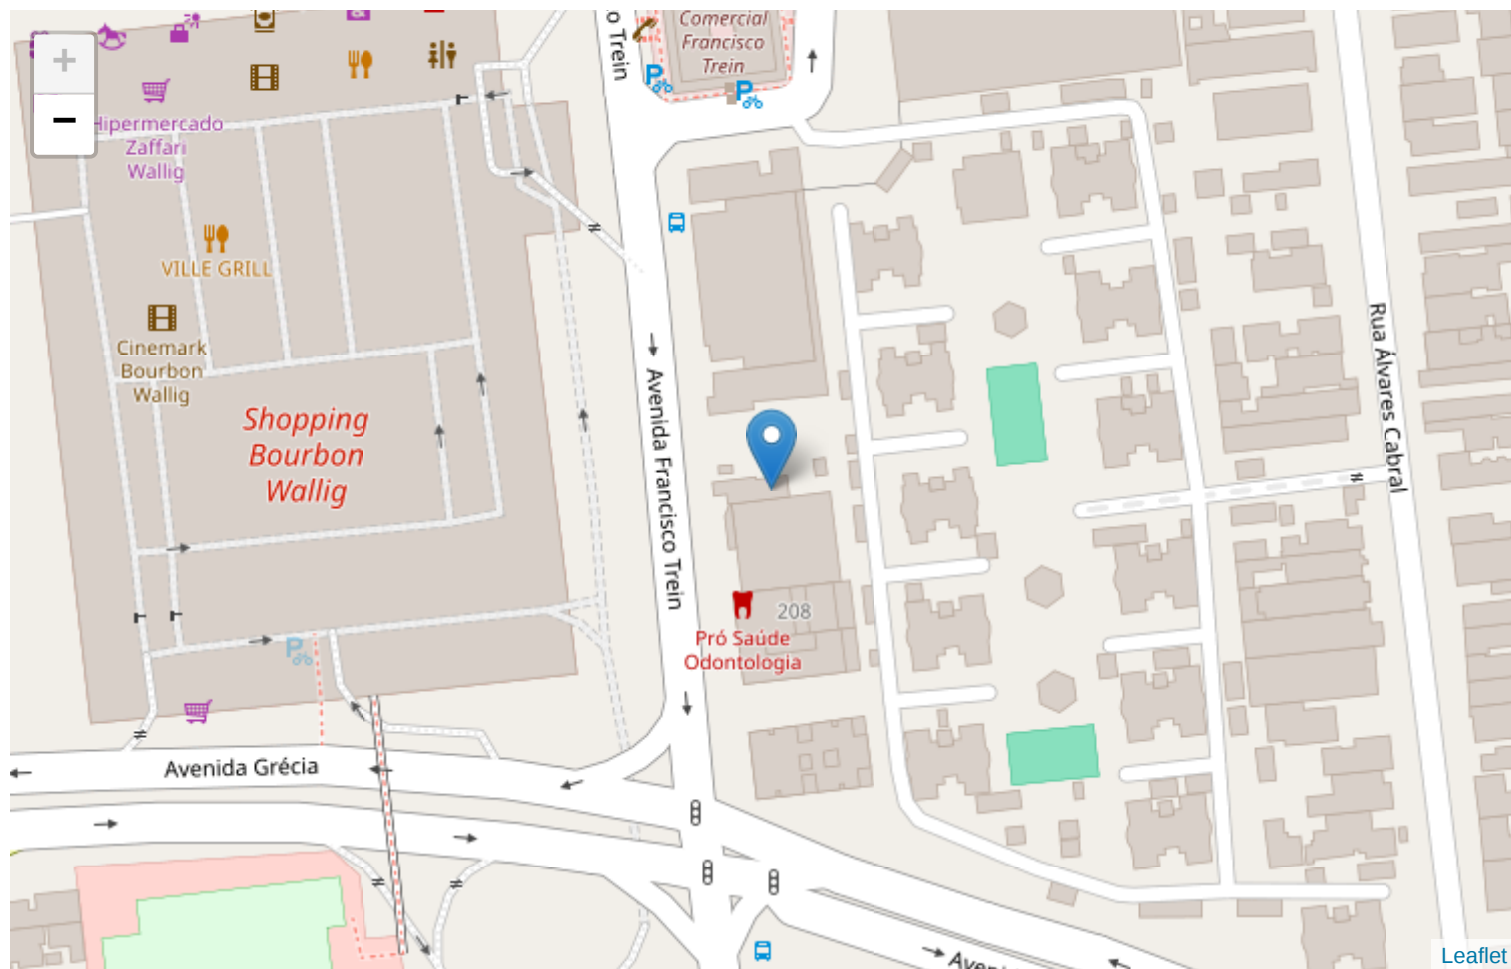 +
−
Hipermercado
Zaffari
Wallig
VILLE GRILL
Cinemark
Bourbon
Wallig
Shopping
Bourbon
Wallig
o Trein
Comercial
Francisco
Trein
P
P
Avenida Francisco Trein
Rua Álvares Cabral
208
Pró Saúde
Odontologia
P
Avenida Grécia
Aven
Leaflet